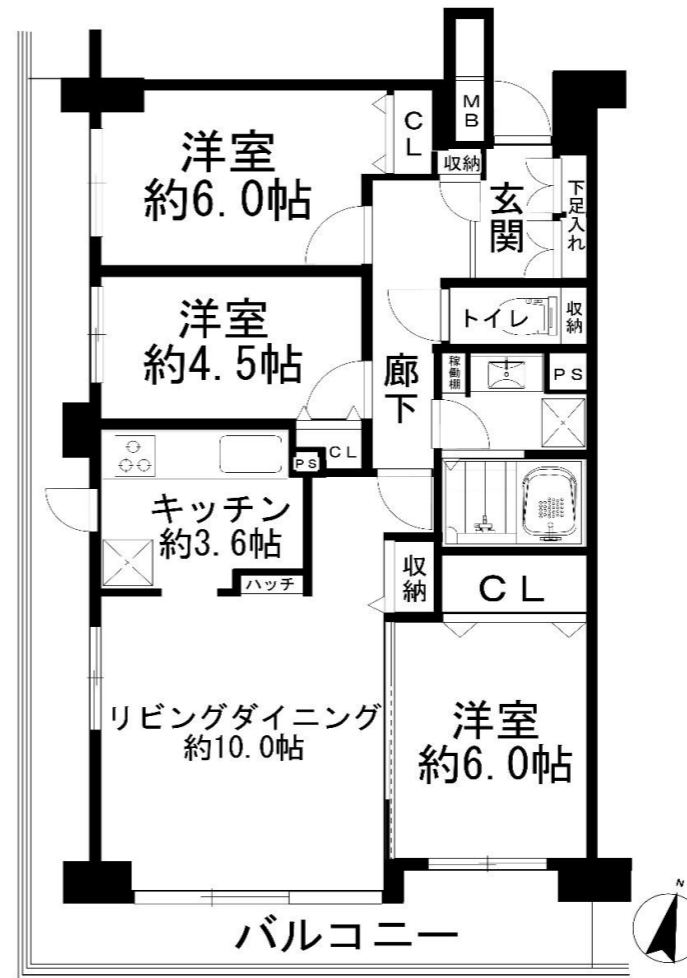 MB
CL
洋室
約6.0帖
収納
玄関
下足入れ
洋室
約4.5帖
トイレ
収納
廊下
稼働棚
PS
CL
PS
キッチン
約3.6帖
ハッチ
収納
CL
リビングダイニング
約10.0帖
洋室
約6.0帖
バルコニー
N